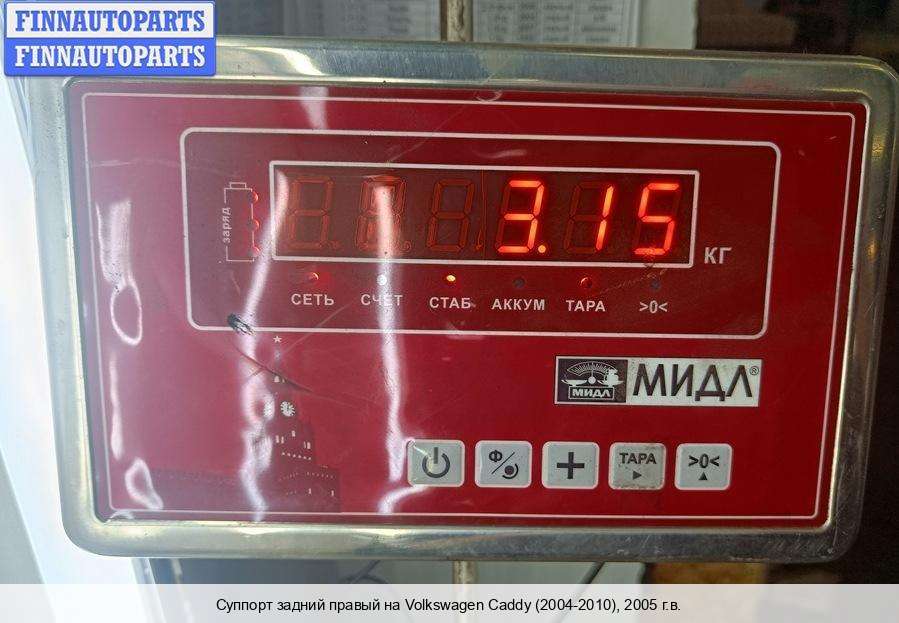 FINNAUTOPARTS
FINNAUTOPARTS
заряд
3.15
КГ
СЕТЬ СЧЕТ СТАБ АККУМ ТАРА >0<
МИДЛ МИДЛ®
Ф ТАРА >0<
Суппорт задний правый на Volkswagen Caddy (2004-2010), 2005 г.в.